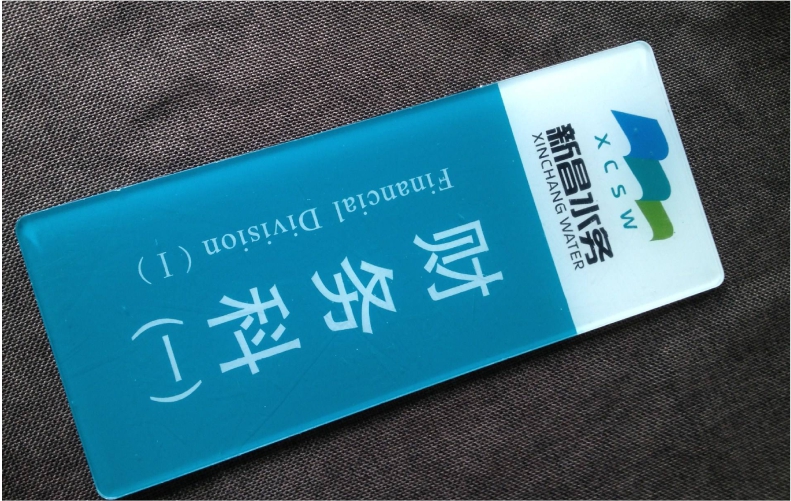 XCSW
新昌水务
XINCHANG WATER
财务科(一)
Financial Division (I)